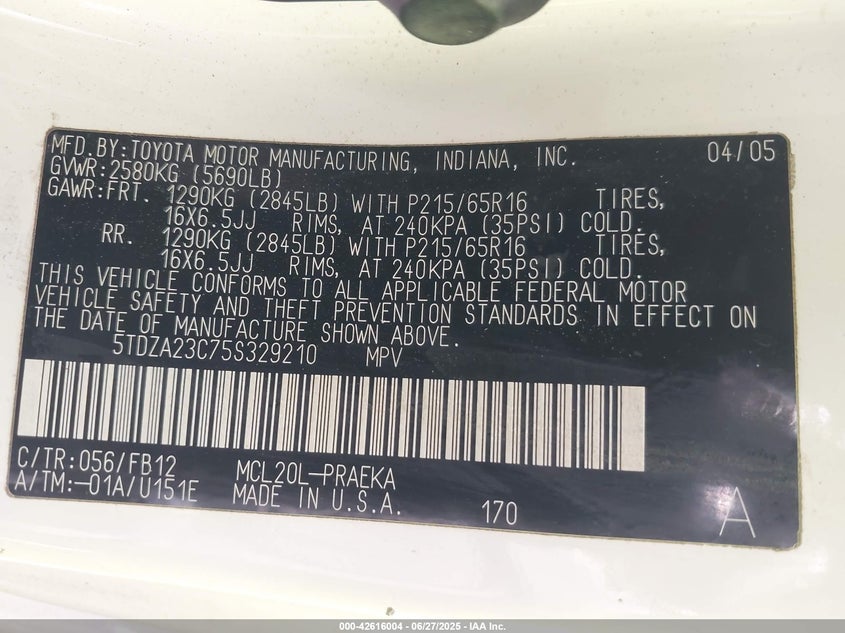 MFD.BY:TOYOTA MOTOR MANUFACTURING, INDIANA, INC. 04/05
GVWR:2580KG (5690LB)
GAWR:FRT. 1290KG (2845LB) WITH P215/65R16 TIRES,
16X6.5JJ RIMS, AT 240KPA (35PSI) COLD.
RR. 1290KG (2845LB) WITH P215/65R16 TIRES,
16X6.5JJ RIMS, AT 240KPA (35PSI) COLD.
THIS VEHICLE CONFORMS TO ALL APPLICABLE FEDERAL MOTOR
VEHICLE SAFETY AND THEFT PREVENTION STANDARDS IN EFFECT ON
THE DATE OF MANUFACTURE SHOWN ABOVE.
5TDZA23C75S329210 MPV
C/TR:056/FB12 MCL20L-PRAEKA
A/TM:-01A/U151E MADE IN U.S.A. 170 A
000-42616004 - 06/27/2025 - IAA Inc.